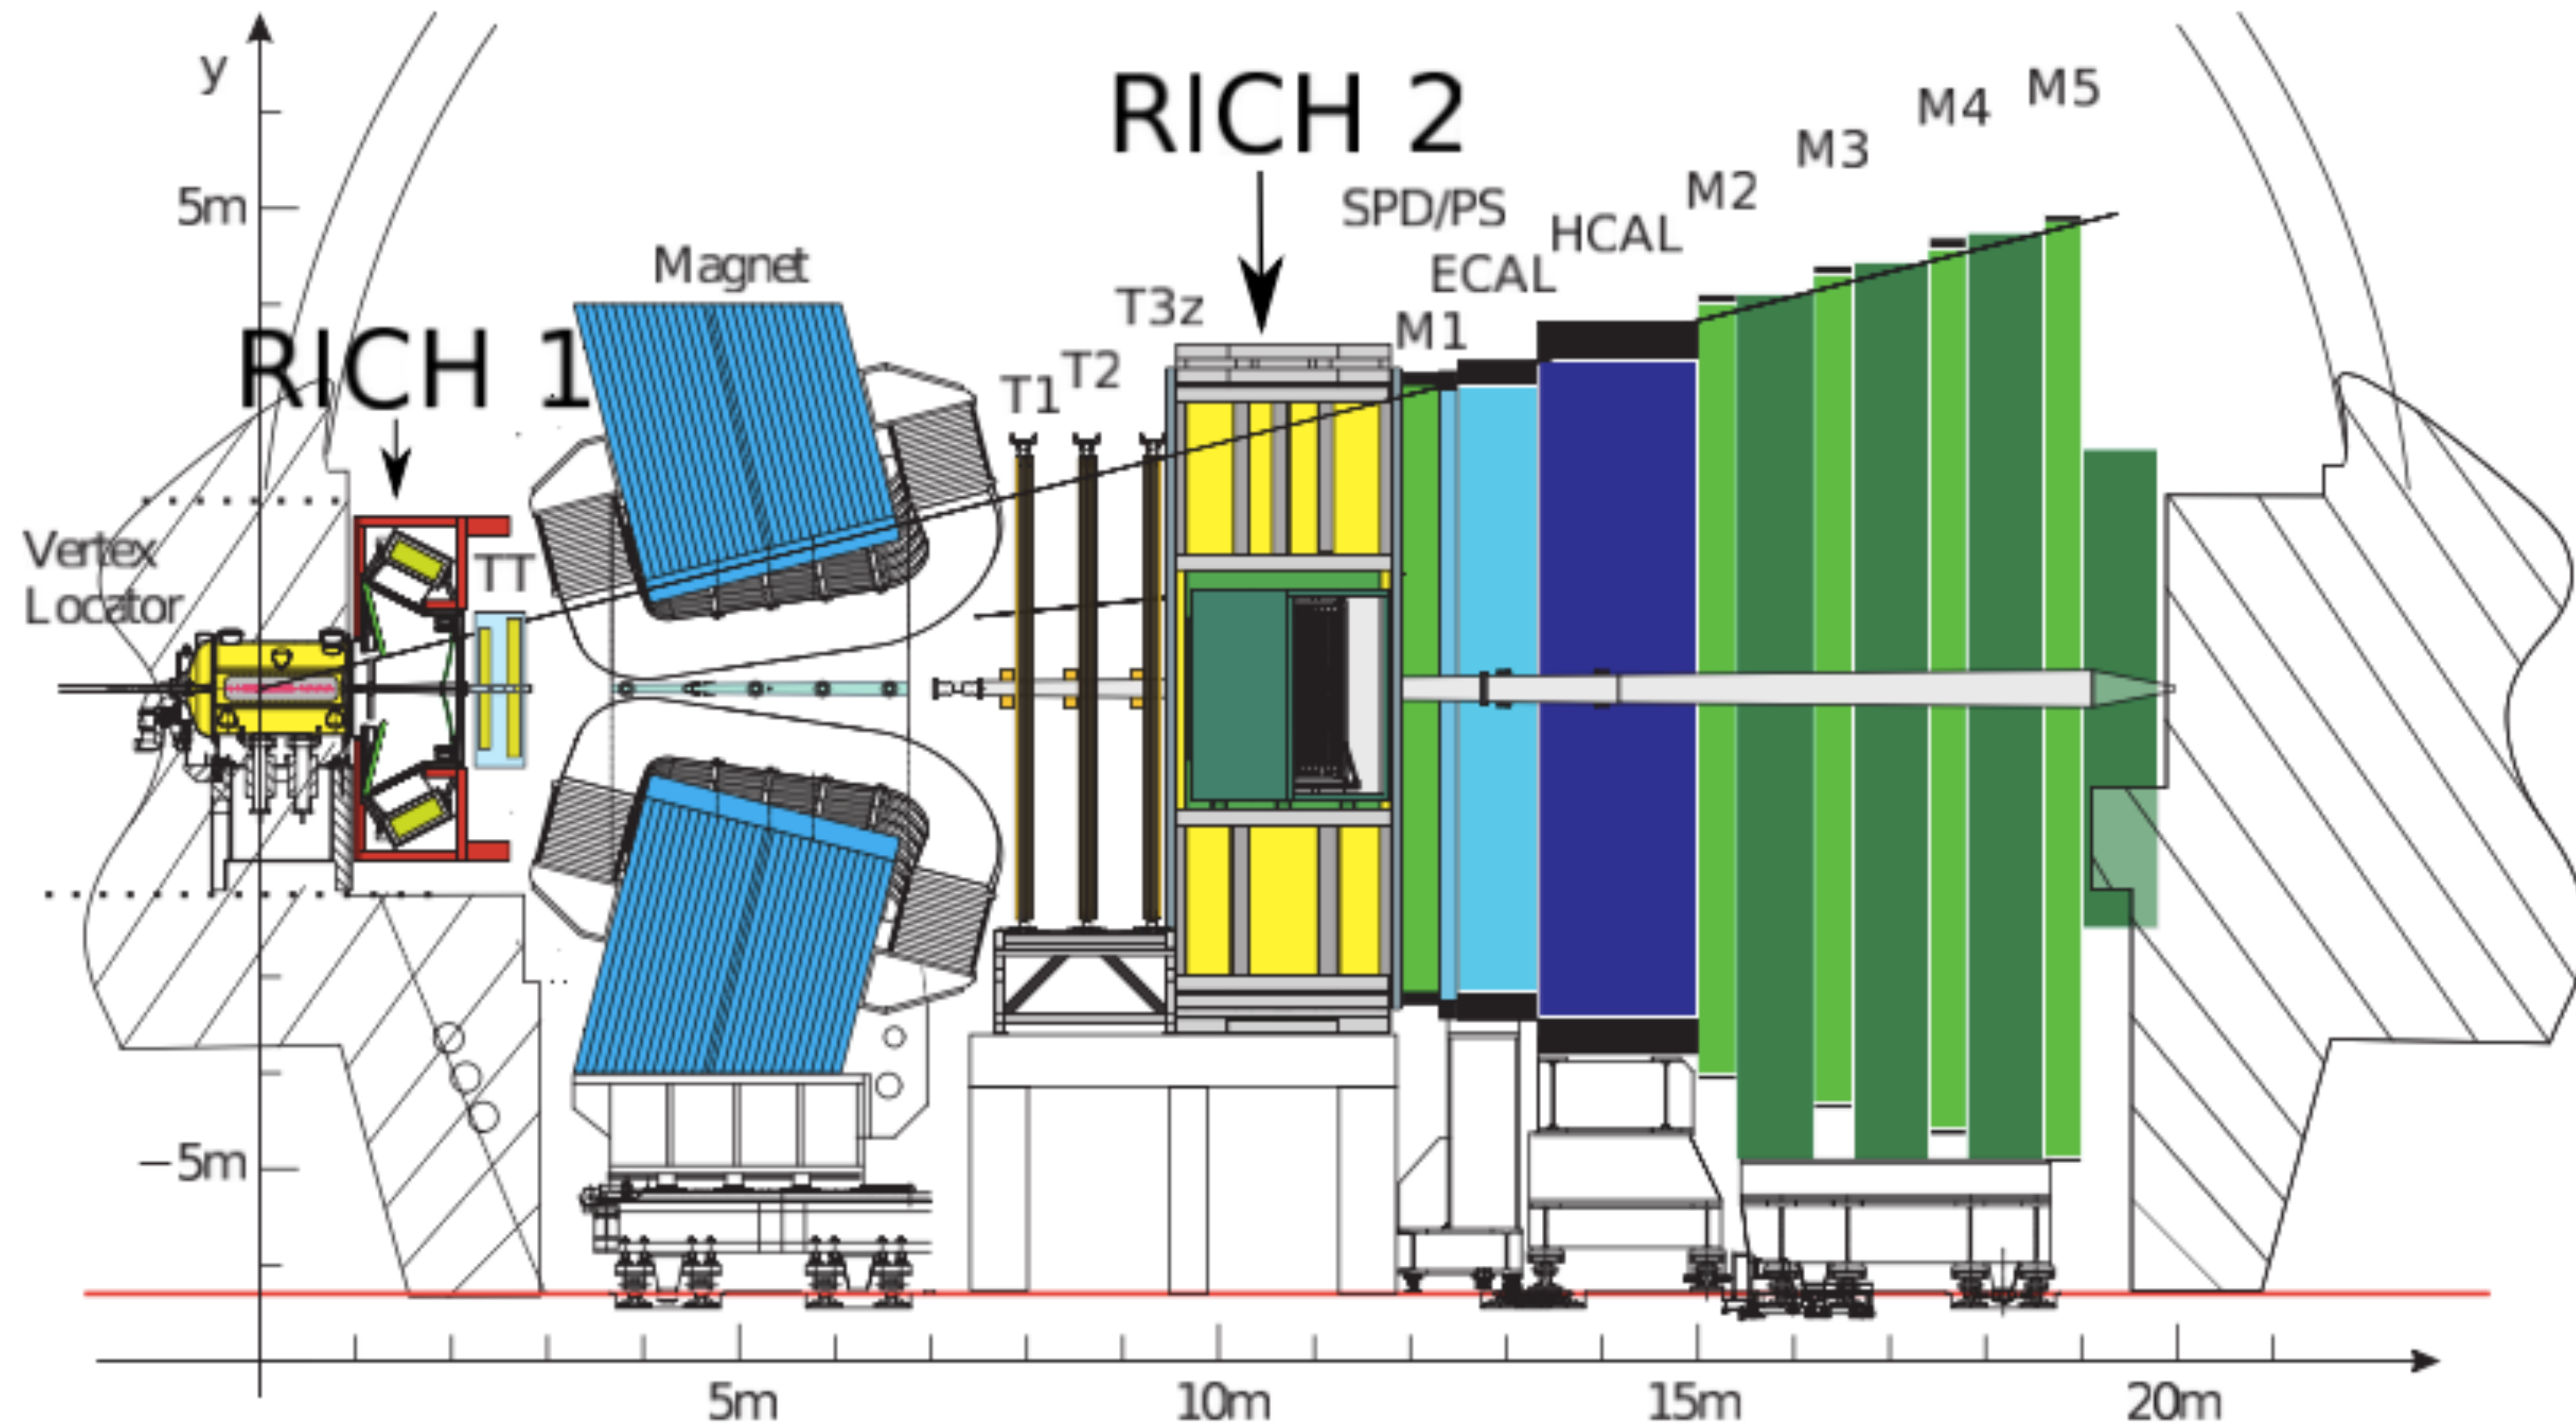 y
RICH 2
M5
M4
M3
M2
5m
SPD/PS
HCAL
Magnet
ECAL
T3z
M1
RICH 1
T2
T1
Vertex
Locator
TT
−5m
5m
10m
15m
20m